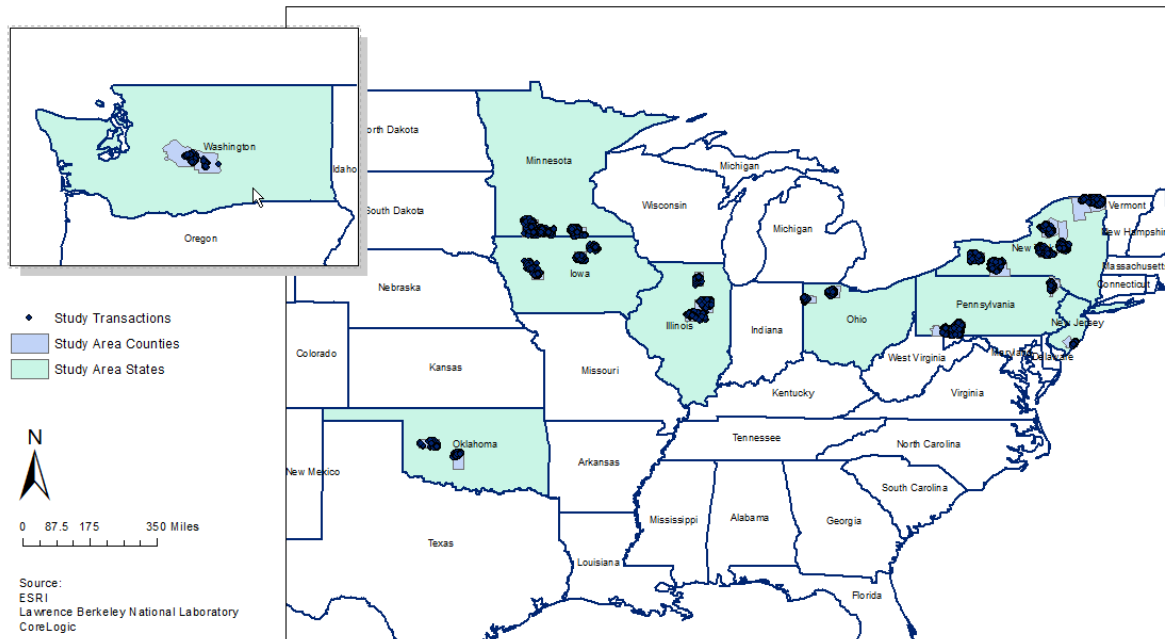 Washington
Idaho
Oregon
North Dakota
South Dakota
Nebraska
Minnesota
Iowa
Wisconsin
Michigan
Michigan
Illinois
Indiana
Ohio
Pennsylvania
New
Vermont
New Hampshire
Massachusetts
Connecticut
New Jersey
Delaware
Maryland
West Virginia
Virginia
Kentucky
Colorado
Kansas
Missouri
Oklahoma
Arkansas
Tennessee
North Carolina
South Carolina
New Mexico
Texas
Louisiana
Mississippi
Alabama
Georgia
Florida
Study Transactions
Study Area Counties
Study Area States
N
0 87.5 175 350 Miles
Source:
ESRI
Lawrence Berkeley National Laboratory
CoreLogic